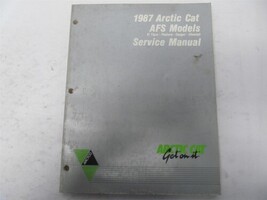 1987 Arctic Cat
AFS Models
Service Manual
ARCTIC CAT
Get on it